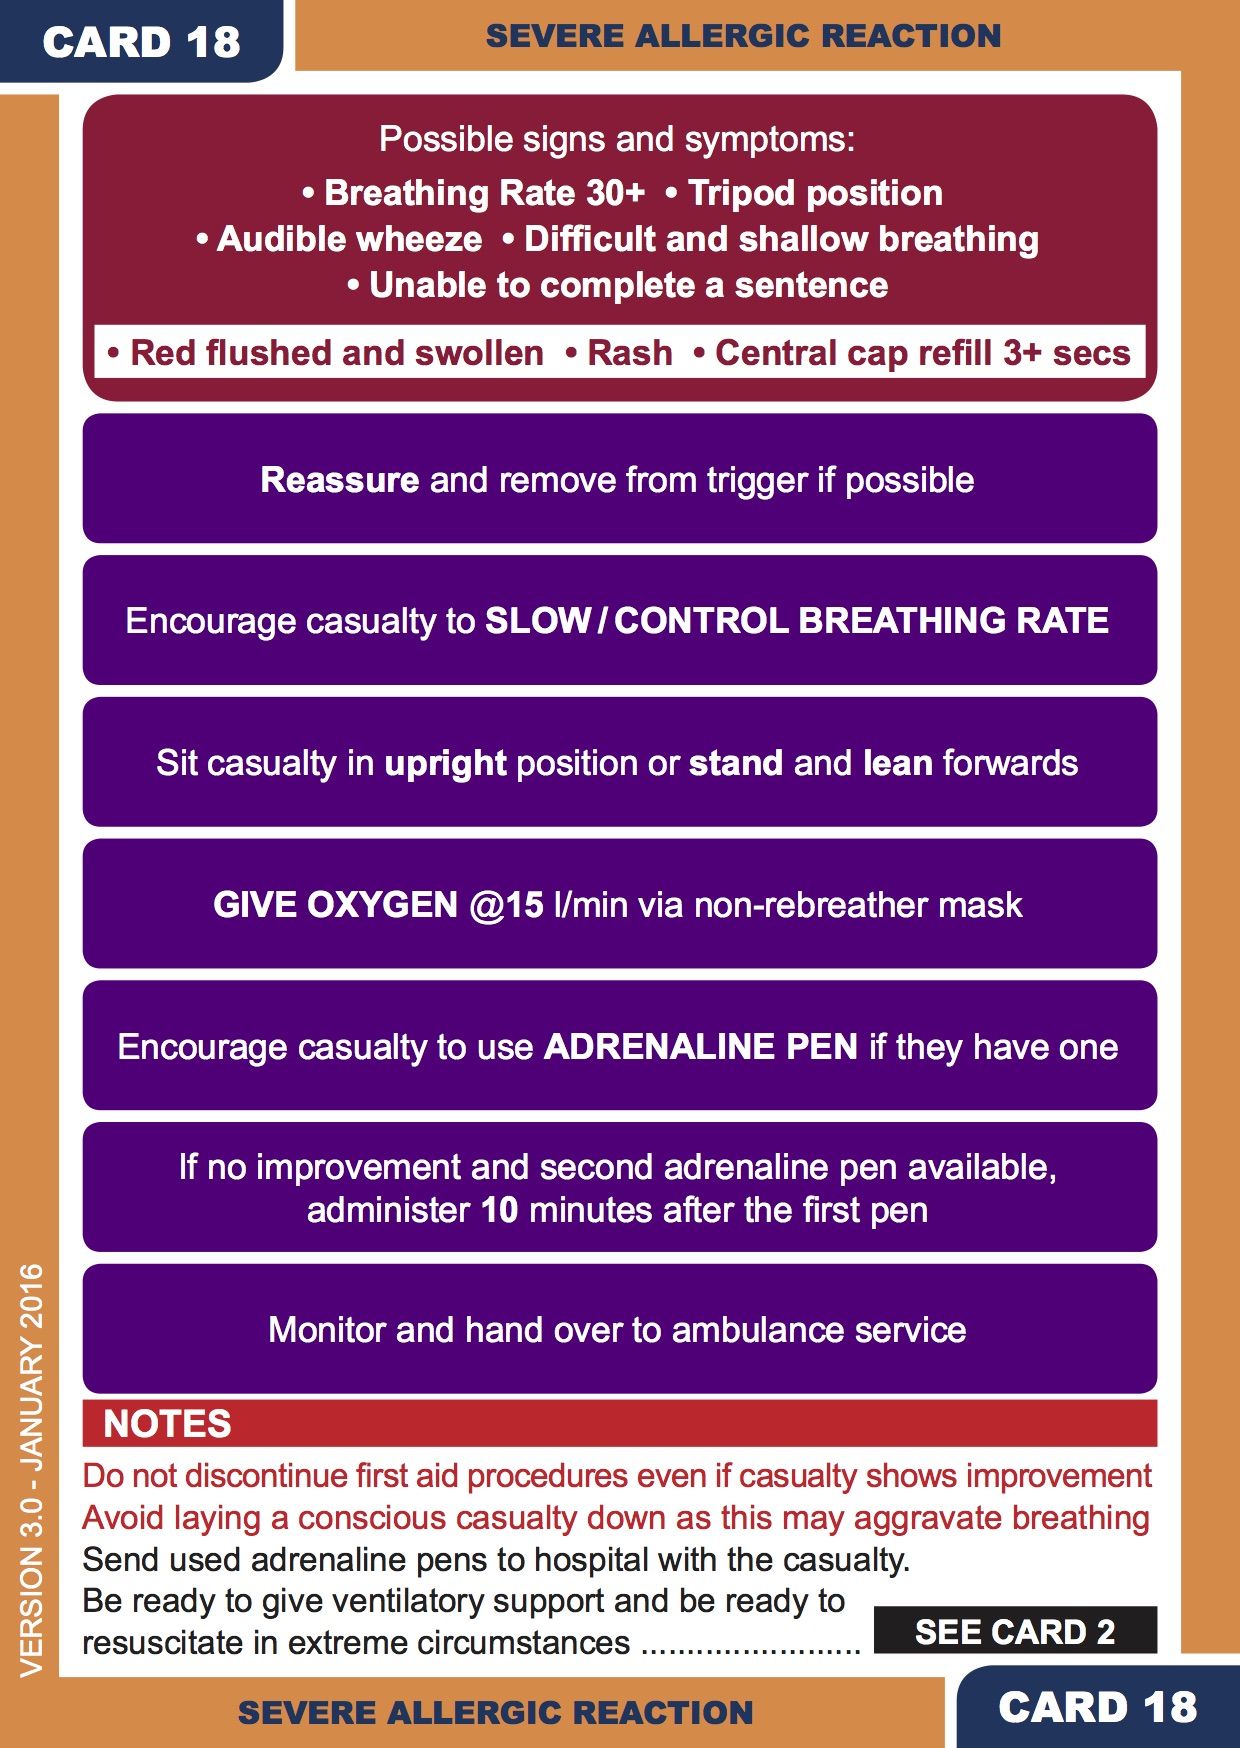 CARD 18
SEVERE ALLERGIC REACTION
Possible signs and symptoms:
• Breathing Rate 30+ • Tripod position
• Audible wheeze • Difficult and shallow breathing
• Unable to complete a sentence
• Red flushed and swollen • Rash • Central cap refill 3+ secs
Reassure and remove from trigger if possible
Encourage casualty to SLOW / CONTROL BREATHING RATE
Sit casualty in upright position or stand and lean forwards
GIVE OXYGEN @15 l/min via non-rebreather mask
Encourage casualty to use ADRENALINE PEN if they have one
If no improvement and second adrenaline pen available,
administer 10 minutes after the first pen
Monitor and hand over to ambulance service
NOTES
Do not discontinue first aid procedures even if casualty shows improvement
Avoid laying a conscious casualty down as this may aggravate breathing
Send used adrenaline pens to hospital with the casualty.
Be ready to give ventilatory support and be ready to
resuscitate in extreme circumstances ........................
SEE CARD 2
VERSION 3.0 - JANUARY 2016
SEVERE ALLERGIC REACTION
CARD 18